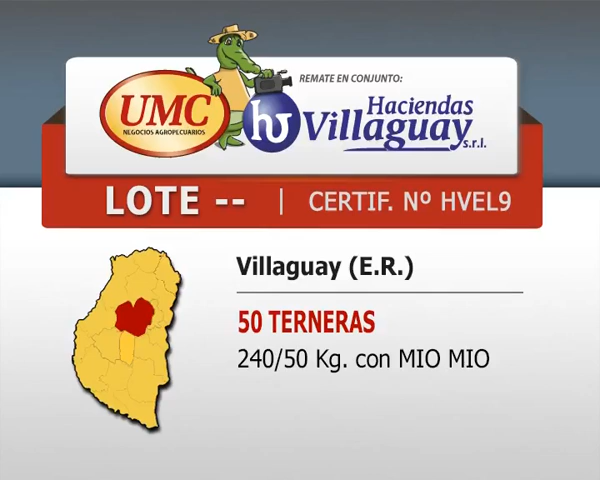 REMATE EN CONJUNTO:
UMC
NEGOCIOS AGROPECUARIOS
hv
Haciendas
Villaguay
s.r.l.
LOTE -- | CERTIF. Nº HVEL9
Villaguay (E.R.)
50 TERNERAS
240/50 Kg. con MIO MIO